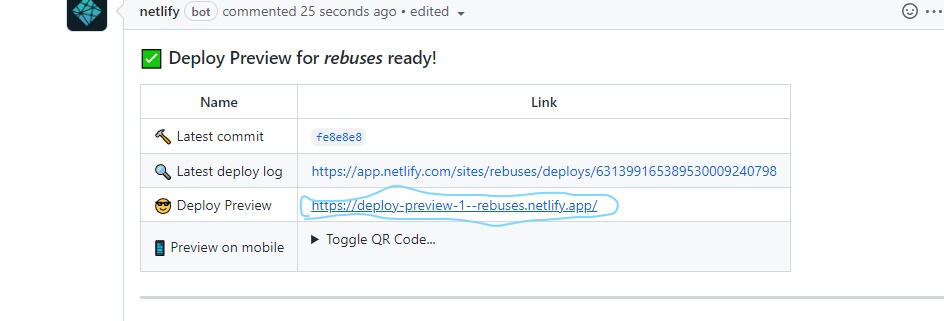 netlify bot commented 25 seconds ago • edited
✅ Deploy Preview for rebuses ready!
Name Link
🔨 Latest commit fe8e8e8
🔍 Latest deploy log https://app.netlify.com/sites/rebuses/deploys/631399165389530009240798
😎 Deploy Preview https://deploy-preview-1--rebuses.netlify.app/
📱 Preview on mobile ▶ Toggle QR Code...